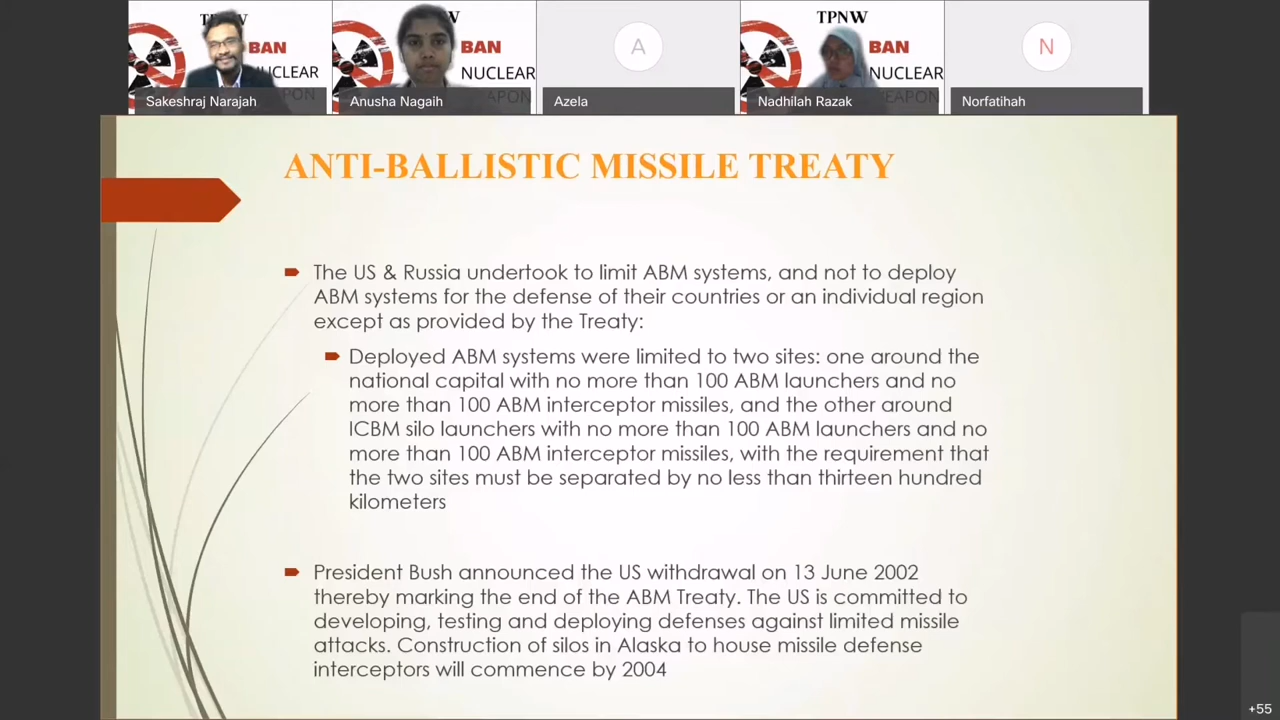 TPNW
BAN
NUCLEAR
Sakeshraj Narajah
W
BAN
NUCLEAR
APON
Anusha Nagaih
A
Azela
TPNW
BAN
NUCLEAR
EAPON
Nadhilah Razak
N
Norfatihah
ANTI-BALLISTIC MISSILE TREATY
The US & Russia undertook to limit ABM systems, and not to deploy
ABM systems for the defense of their countries or an individual region
except as provided by the Treaty:
Deployed ABM systems were limited to two sites: one around the
national capital with no more than 100 ABM launchers and no
more than 100 ABM interceptor missiles, and the other around
ICBM silo launchers with no more than 100 ABM launchers and no
more than 100 ABM interceptor missiles, with the requirement that
the two sites must be separated by no less than thirteen hundred
kilometers
President Bush announced the US withdrawal on 13 June 2002
thereby marking the end of the ABM Treaty. The US is committed to
developing, testing and deploying defenses against limited missile
attacks. Construction of silos in Alaska to house missile defense
interceptors will commence by 2004
+55